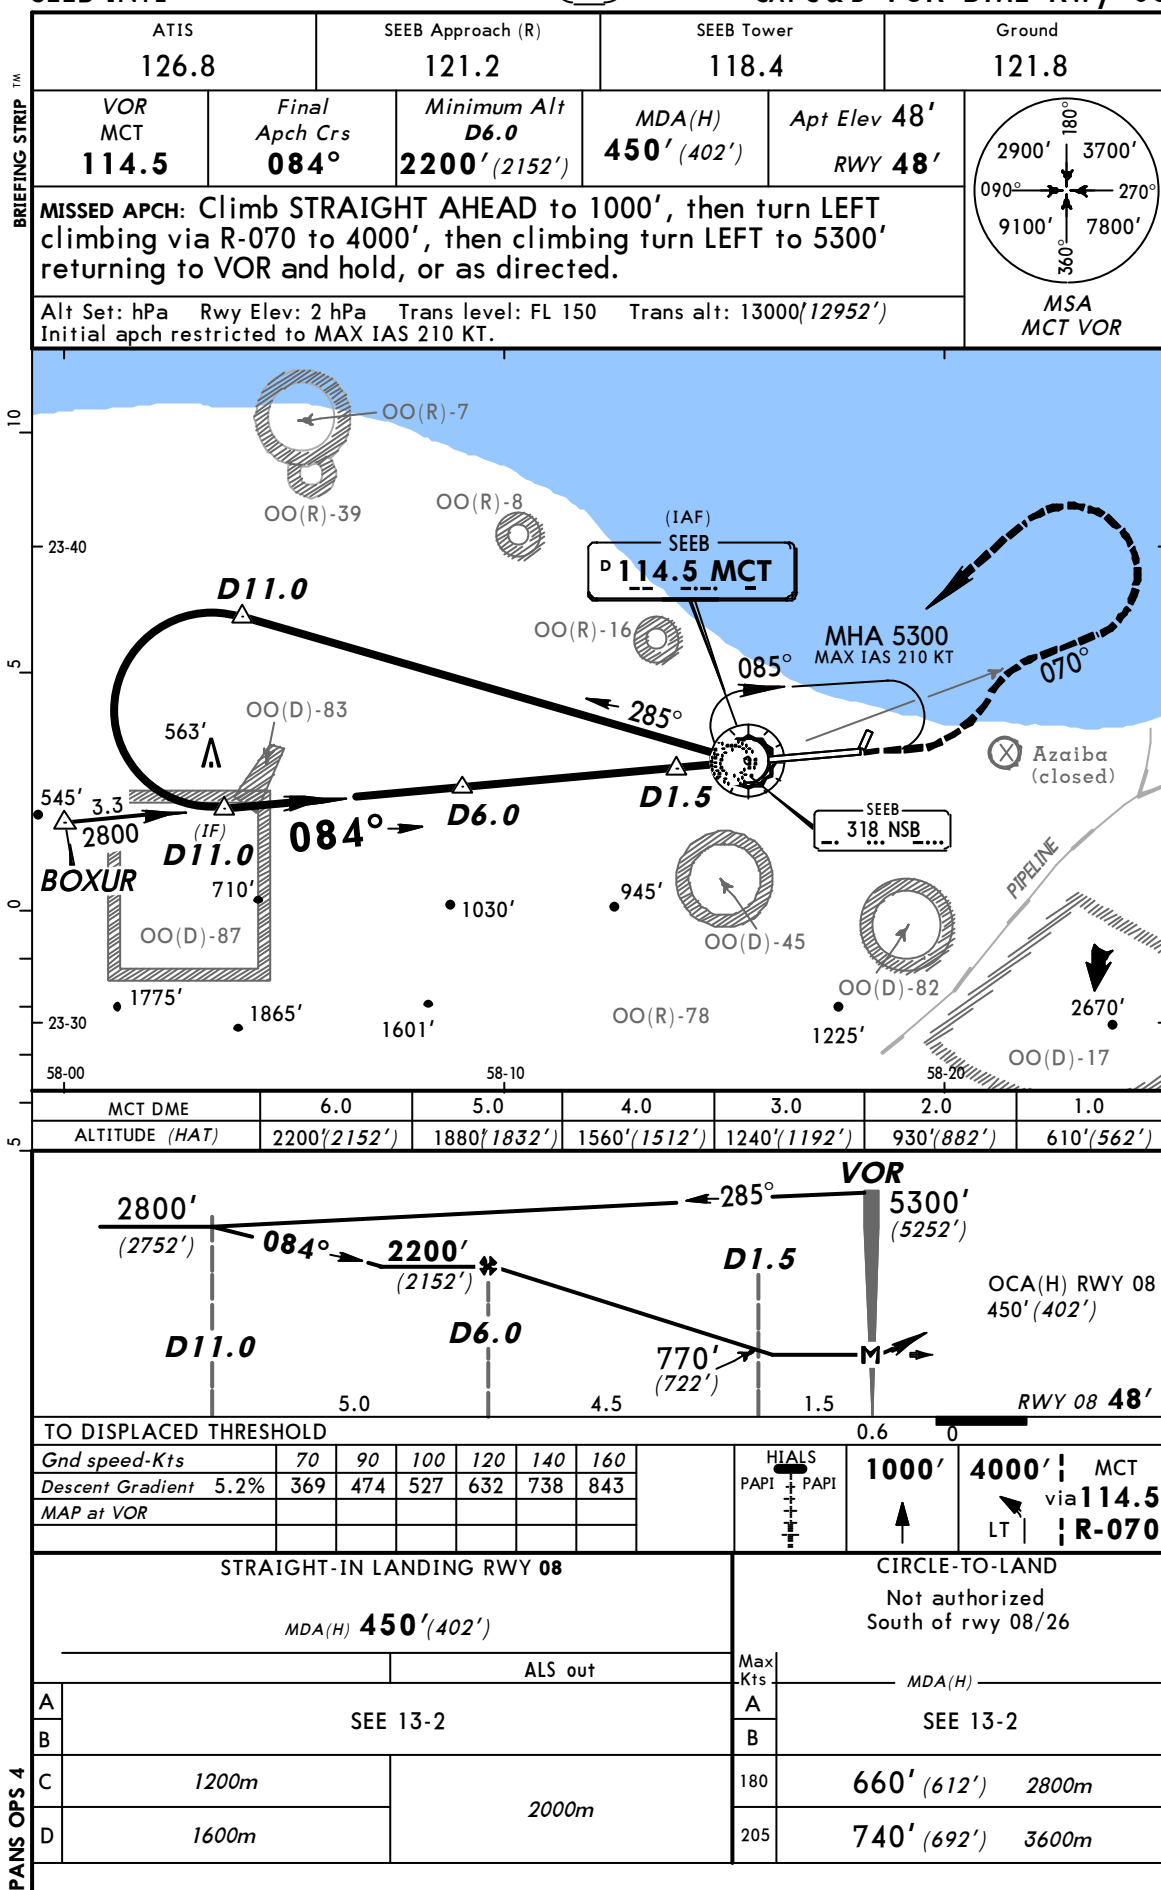 ATIS
126.8
SEEB Approach (R)
121.2
SEEB Tower
118.4
Ground
121.8
BRIEFING STRIP TM
VOR
MCT
114.5
Final
Apch Crs
084°
Minimum Alt
D6.0
2200' (2152')
MDA(H)
450' (402')
Apt Elev 48'
RWY 48'
180°
2900' 3700'
090° 270°
9100' 7800'
360°
MSA
MCT VOR
MISSED APCH: Climb STRAIGHT AHEAD to 1000', then turn LEFT
climbing via R-070 to 4000', then climbing turn LEFT to 5300'
returning to VOR and hold, or as directed.
Alt Set: hPa Rwy Elev: 2 hPa Trans level: FL 150 Trans alt: 13000'(12952')
Initial apch restricted to MAX IAS 210 KT.
10
5
0
5
OO(R)-7
OO(R)-39
OO(R)-8
23-40
(IAF)
SEEB
D 114.5 MCT
D11.0
OO(R)-16
MHA 5300
MAX IAS 210 KT
085°
070°
285°
OO(D)-83
563'
Azaiba
(closed)
545'
3.3
2800
(IF)
D11.0
084°
D6.0
D1.5
SEEB
318 NSB
BOXUR
710'
1030'
945'
PIPELINE
OO(D)-87
OO(D)-45
OO(D)-82
1775'
1865'
1601'
OO(R)-78
1225'
2670'
23-30
OO(D)-17
58-00
58-10
58-20
MCT DME 6.0 5.0 4.0 3.0 2.0 1.0
ALTITUDE (HAT) 2200'(2152') 1880'(1832') 1560'(1512') 1240'(1192') 930'(882') 610'(562')
VOR
2800'
(2752')
285°
5300'
(5252')
084°
2200'
(2152')
D1.5
OCA(H) RWY 08
450' (402')
D11.0
D6.0
770'
(722')
M
5.0
4.5
1.5
RWY 08 48'
TO DISPLACED THRESHOLD
0.6
0
Gnd speed-Kts 70 90 100 120 140 160
Descent Gradient 5.2% 369 474 527 632 738 843
MAP at VOR
HIALS
PAPI PAPI
1000'
4000'
LT
MCT
via 114.5
R-070
STRAIGHT-IN LANDING RWY 08
MDA(H) 450'(402')
ALS out
A
B
SEE 13-2
C
1200m
D
1600m
2000m
CIRCLE-TO-LAND
Not authorized
South of rwy 08/26
Max
Kts
MDA(H)
A
B
SEE 13-2
180 660' (612') 2800m
205 740' (692') 3600m
PANS OPS 4